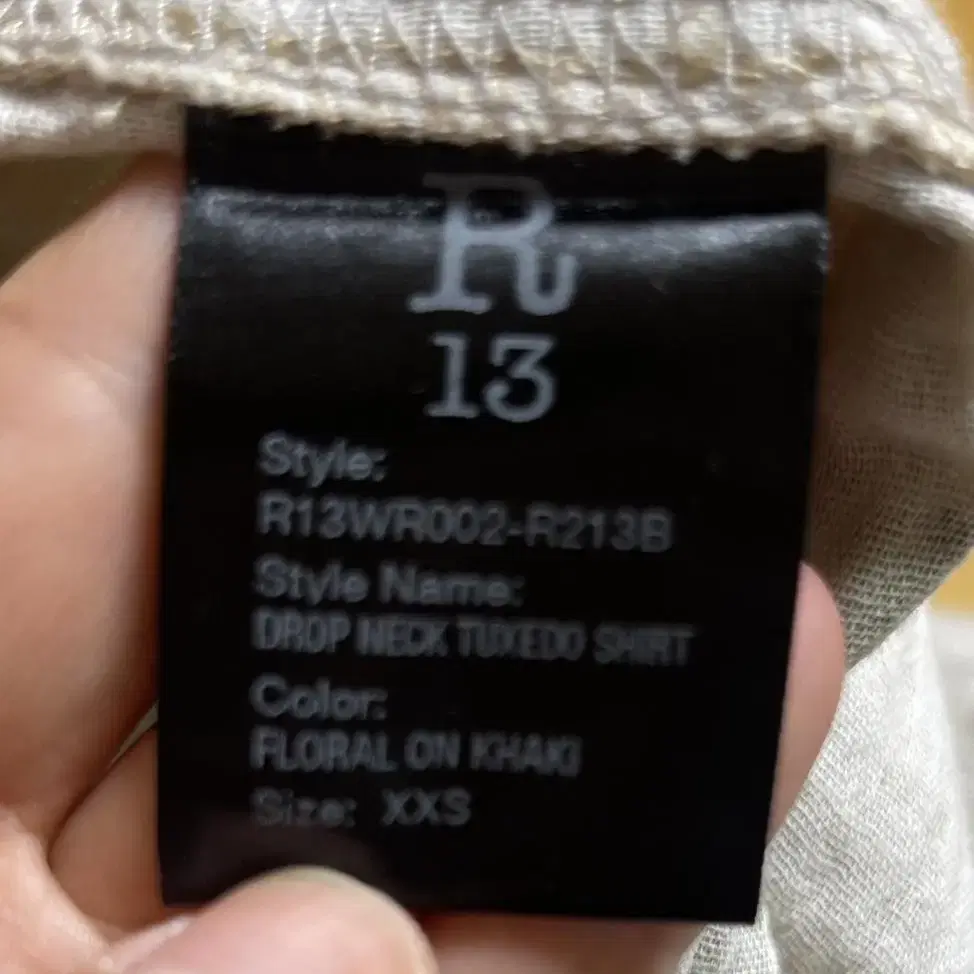 R
13
Style:
R13WR002-R213B
Style Name:
DROP NECK TUXEDO SHIRT
Color:
FLORAL ON KHAKI
Size: XXS